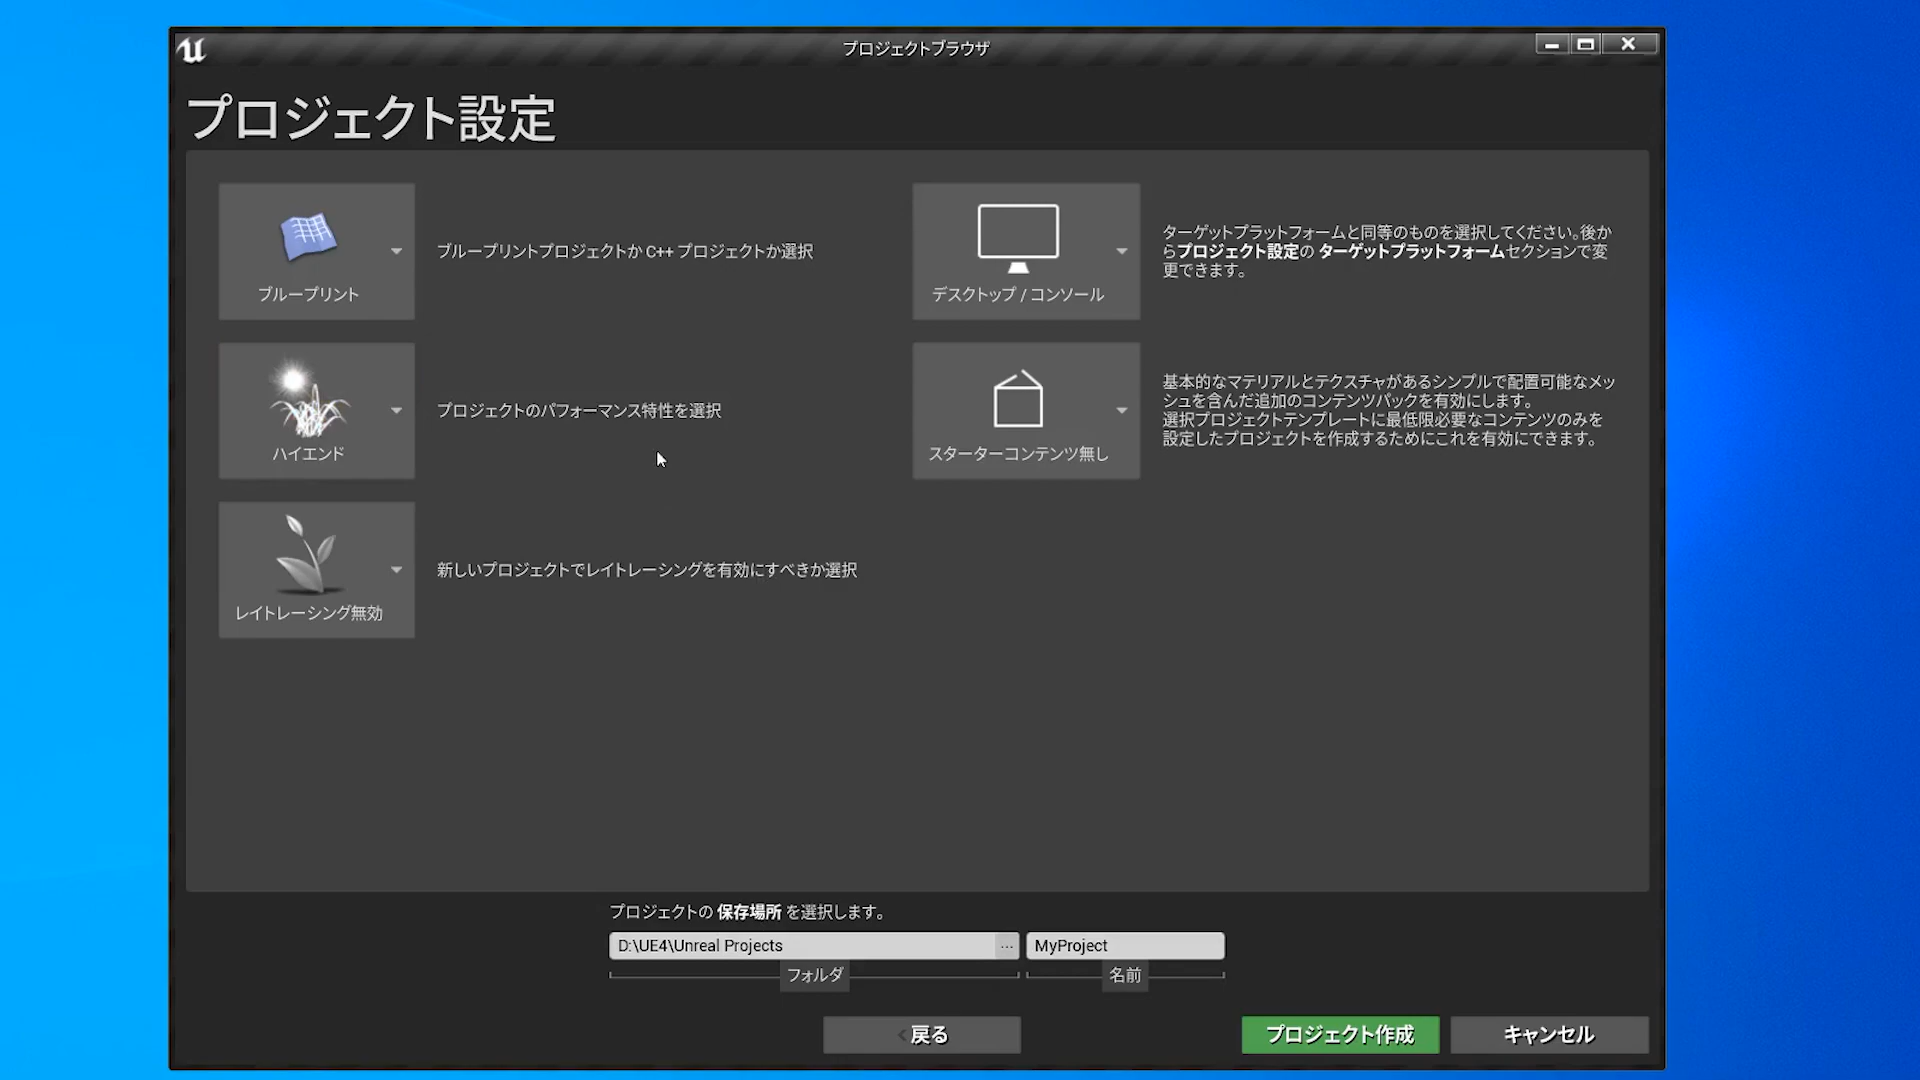 プロジェクトブラウザ
プロジェクト設定
ブループリント
ブループリントプロジェクトか C++ プロジェクトか選択
デスクトップ / コンソール
ターゲットプラットフォームと同等のものを選択してください。後か
らプロジェクト設定の ターゲットプラットフォームセクションで変
更できます。
ハイエンド
プロジェクトのパフォーマンス特性を選択
スターターコンテンツ無し
基本的なマテリアルとテクスチャがあるシンプルで配置可能なメッ
シュを含んだ追加のコンテンツパックを有効にします。
選択プロジェクトテンプレートに最低限必要なコンテンツのみを
設定したプロジェクトを作成するためにこれを有効にできます。
レイトレーシング無効
新しいプロジェクトでレイトレーシングを有効にすべきか選択
プロジェクトの 保存場所 を選択します。
D:\UE4\Unreal Projects
...
MyProject
フォルダ
名前
戻る
プロジェクト作成
キャンセル